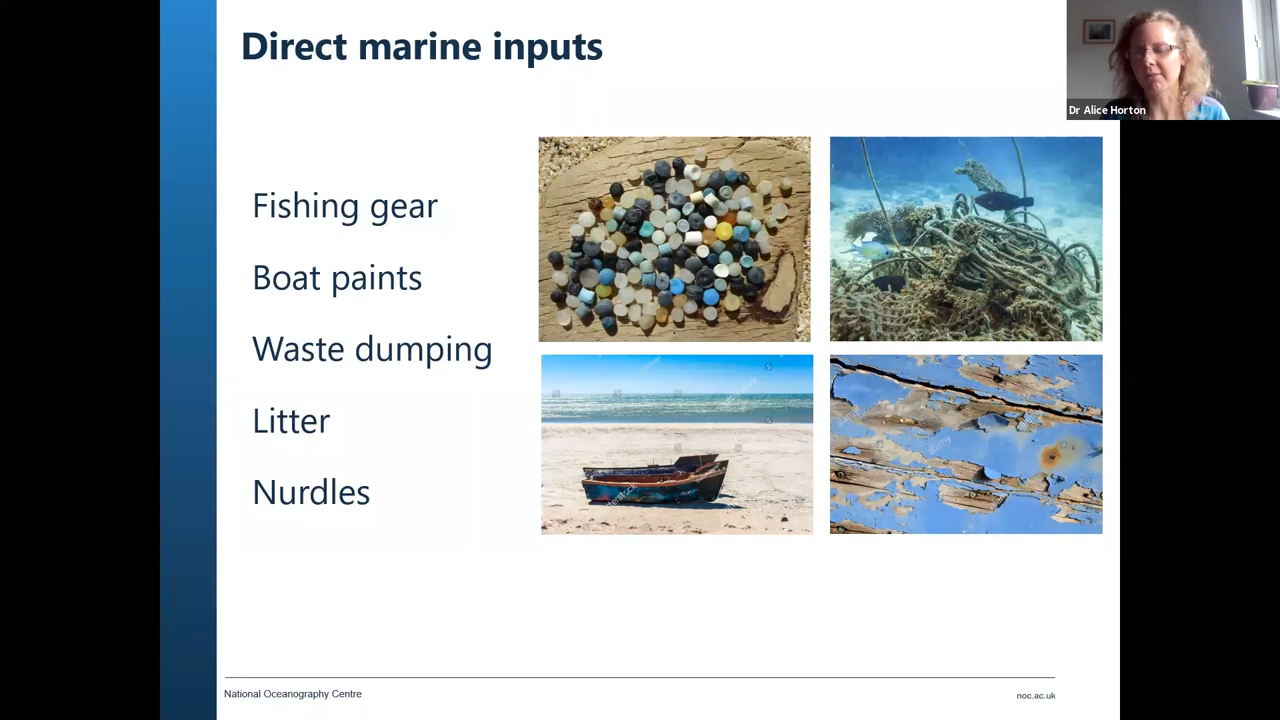 Direct marine inputs
Dr Alice Horton
Fishing gear
Boat paints
Waste dumping
Litter
Nurdles
alamy
National Oceanography Centre
noc.ac.uk